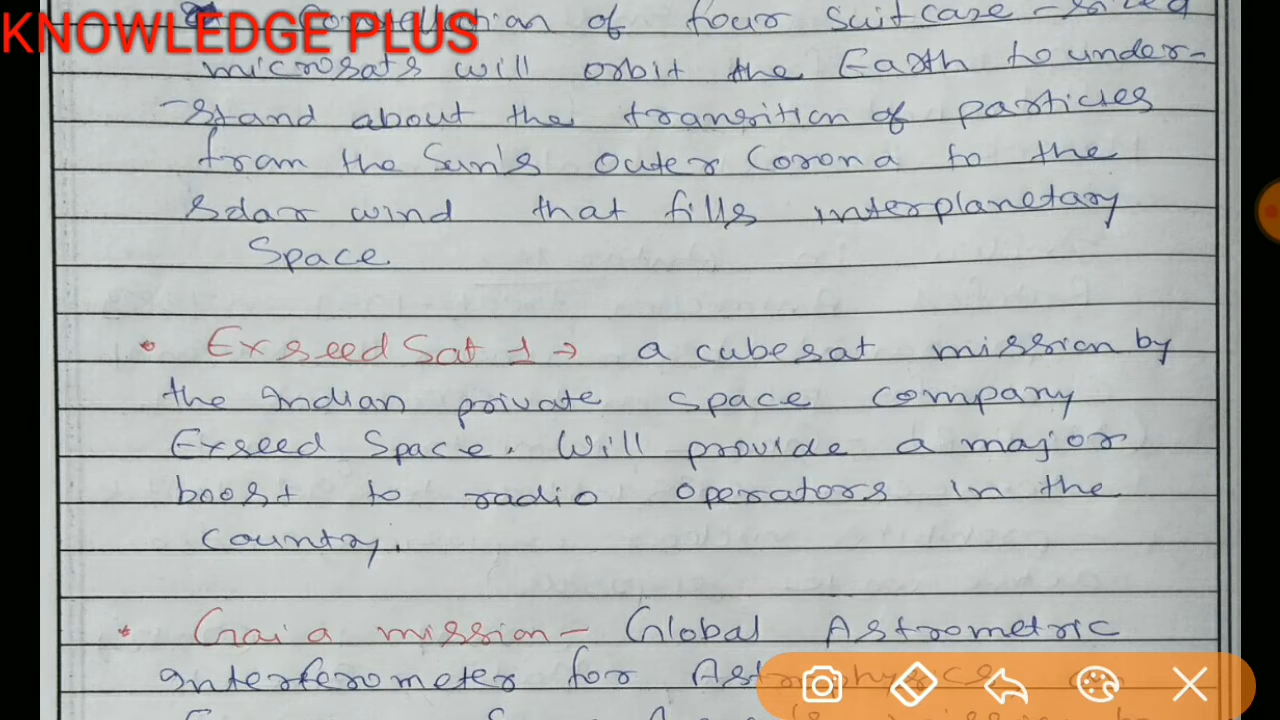 Constellation of four suitcase-sized
KNOWLEDGE PLUS
microsats will orbit the Earth to under-
-stand about the transition of particles
from the Sun's outer Corona to the
solar wind that fills interplanetary
Space.
• Exseed Sat 1 → a cubesat mission by
the Indian private space company
Exseed Space. Will provide a major
boost to radio operators in the
country.
• Gaia mission - Global Astrometric
Interferometer for Astrophysics